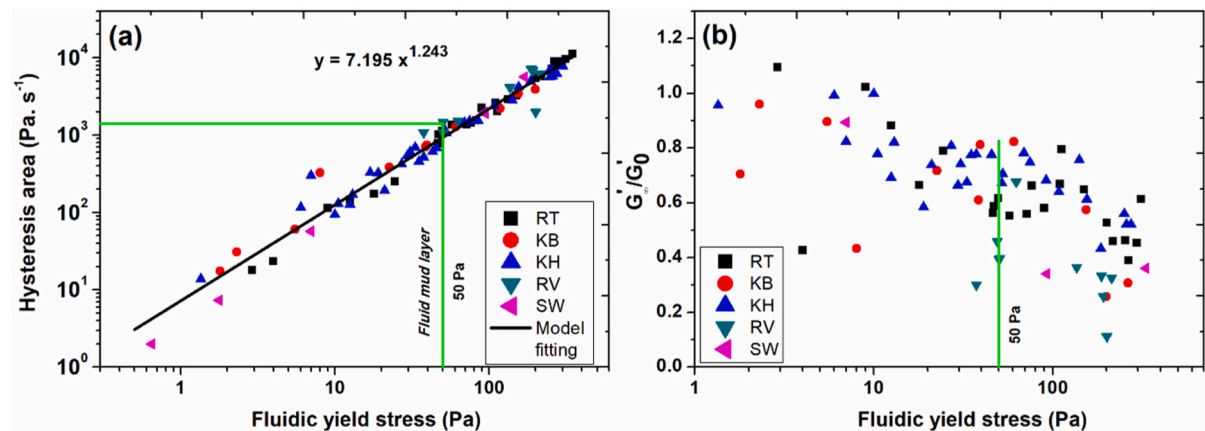 (a)
y = 7.195 x^1.243
Hysteresis area (Pa. s⁻¹)
10⁴
10³
10²
10¹
10⁰
Fluid mud layer
50 Pa
RT
KB
KH
RV
SW
Model
fitting
1
10
100
Fluidic yield stress (Pa)
(b)
G'∞/G'0
1.2
1.0
0.8
0.6
0.4
0.2
0.0
RT
KB
KH
RV
SW
50 Pa
1
10
100
Fluidic yield stress (Pa)